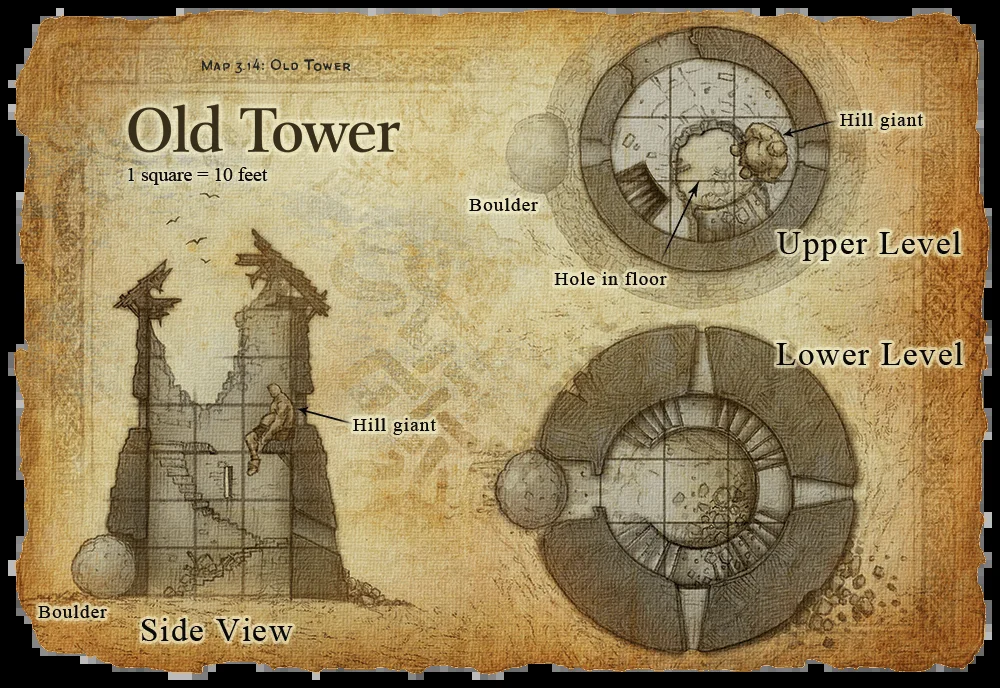 Map 3.14: Old Tower
Old Tower
1 square = 10 feet
Hill giant
Boulder
Hole in floor
Upper Level
Lower Level
Hill giant
Boulder
Side View